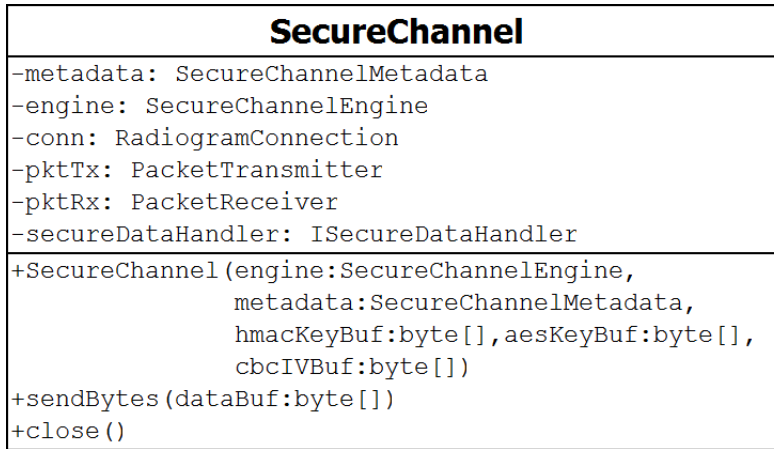 SecureChannel
-metadata: SecureChannelMetadata
-engine: SecureChannelEngine
-conn: RadiogramConnection
-pktTx: PacketTransmitter
-pktRx: PacketReceiver
-secureDataHandler: ISecureDataHandler
+SecureChannel(engine:SecureChannelEngine,
metadata:SecureChannelMetadata,
hmacKeyBuf:byte[],aesKeyBuf:byte[],
cbcIVBuf:byte[])
+sendBytes(dataBuf:byte[])
+close()